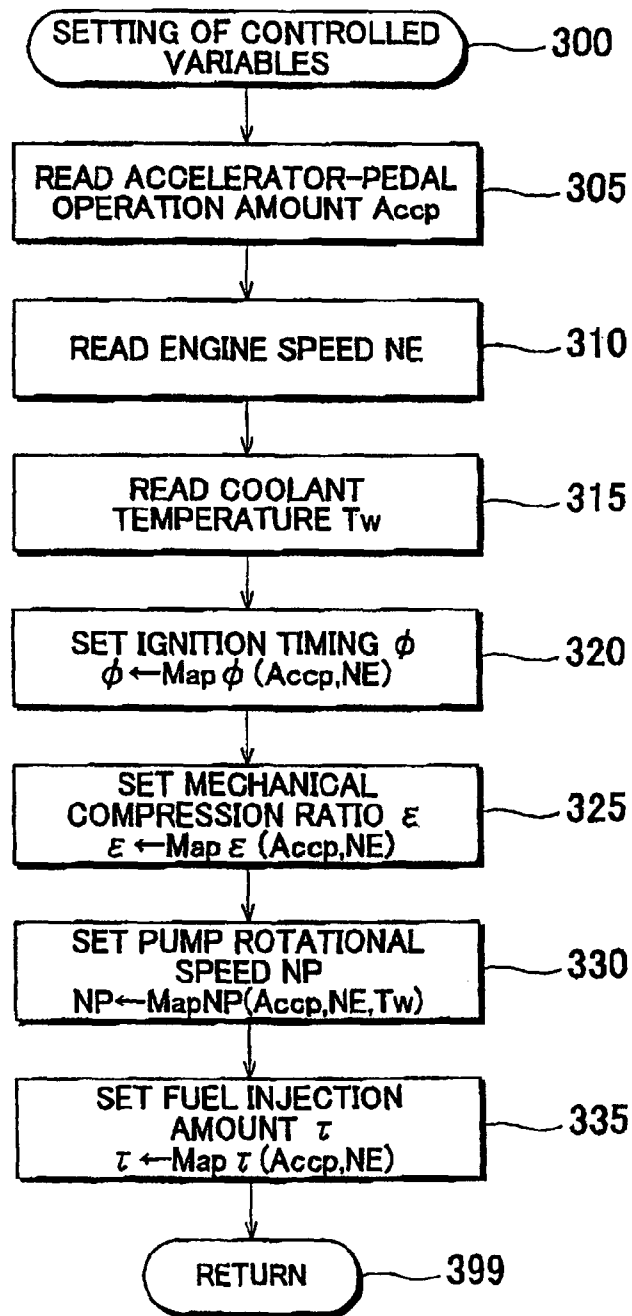 SETTING OF CONTROLLED
VARIABLES
300
READ ACCELERATOR-PEDAL
OPERATION AMOUNT Accp
305
READ ENGINE SPEED NE
310
READ COOLANT
TEMPERATURE Tw
315
SET IGNITION TIMING ϕ
ϕ←Map ϕ (Accp,NE)
320
SET MECHANICAL
COMPRESSION RATIO ε
ε←Map ε (Accp,NE)
325
SET PUMP ROTATIONAL
SPEED NP
NP←MapNP(Accp,NE,Tw)
330
SET FUEL INJECTION
AMOUNT τ
τ←Map τ (Accp,NE)
335
RETURN
399